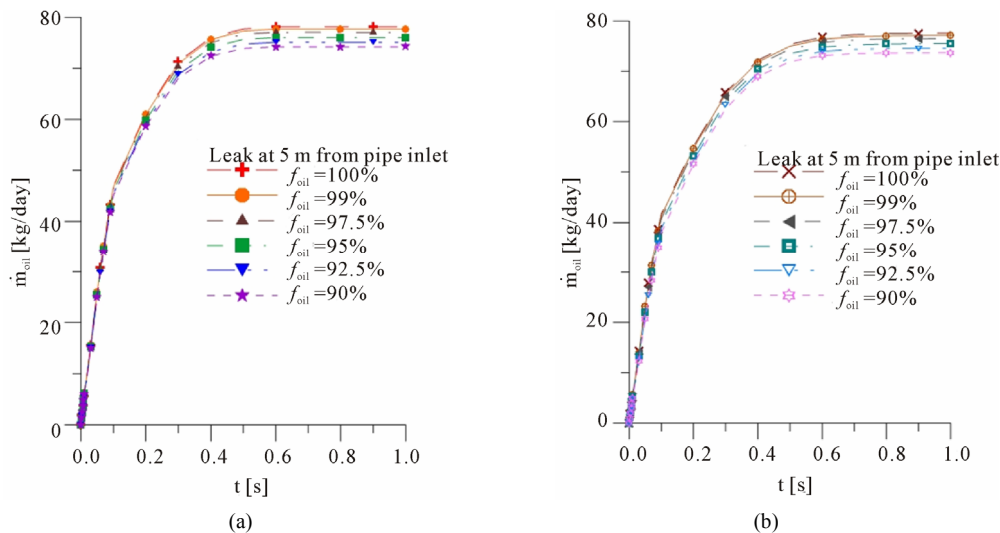 80
60
40
20
0
ṁoil [kg/day]
Leak at 5 m from pipe inlet
foil =100%
foil =99%
foil =97.5%
foil =95%
foil =92.5%
foil =90%
0.0 0.2 0.4 0.6 0.8 1.0
t [s]
(a)
80
60
40
20
0
ṁoil [kg/day]
Leak at 5 m from pipe inlet
foil =100%
foil =99%
foil =97.5%
foil =95%
foil =92.5%
foil =90%
0.0 0.2 0.4 0.6 0.8 1.0
t [s]
(b)